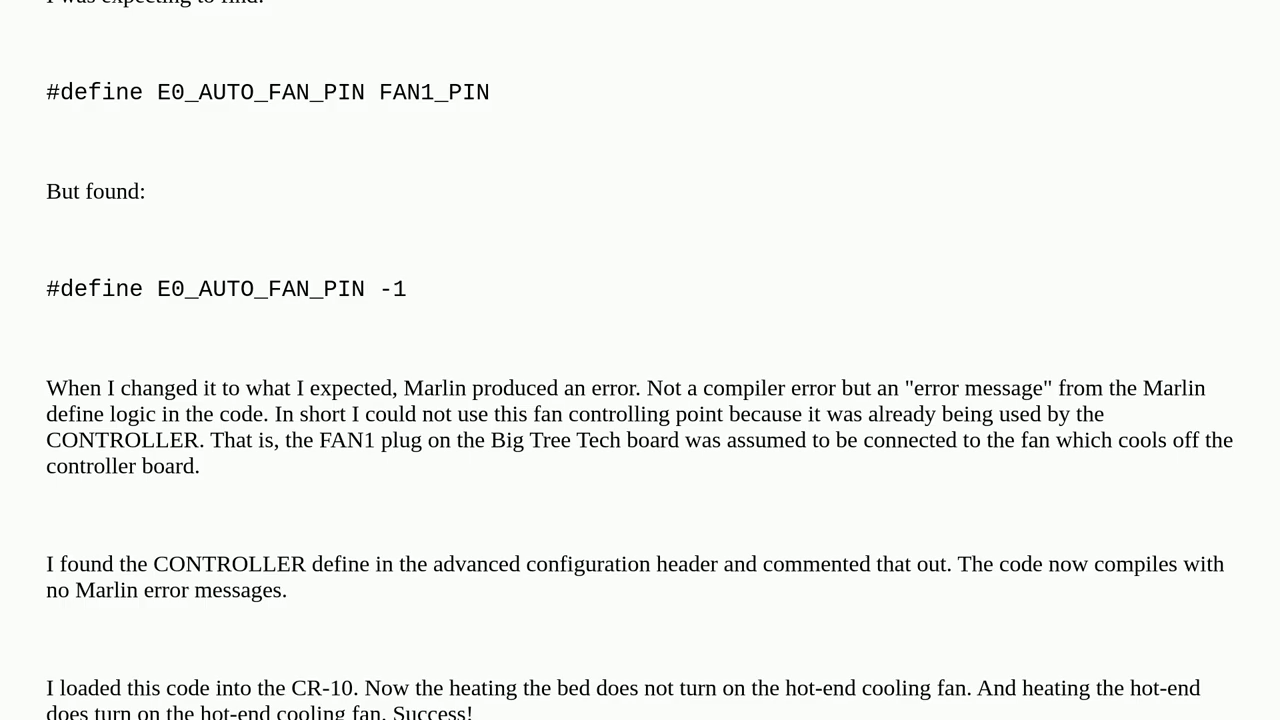 I was expecting to find:
#define E0_AUTO_FAN_PIN FAN1_PIN
But found:
#define E0_AUTO_FAN_PIN -1
When I changed it to what I expected, Marlin produced an error. Not a compiler error but an "error message" from the Marlin
define logic in the code. In short I could not use this fan controlling point because it was already being used by the
CONTROLLER. That is, the FAN1 plug on the Big Tree Tech board was assumed to be connected to the fan which cools off the
controller board.
I found the CONTROLLER define in the advanced configuration header and commented that out. The code now compiles with
no Marlin error messages.
I loaded this code into the CR-10. Now the heating the bed does not turn on the hot-end cooling fan. And heating the hot-end
does turn on the hot-end cooling fan. Success!